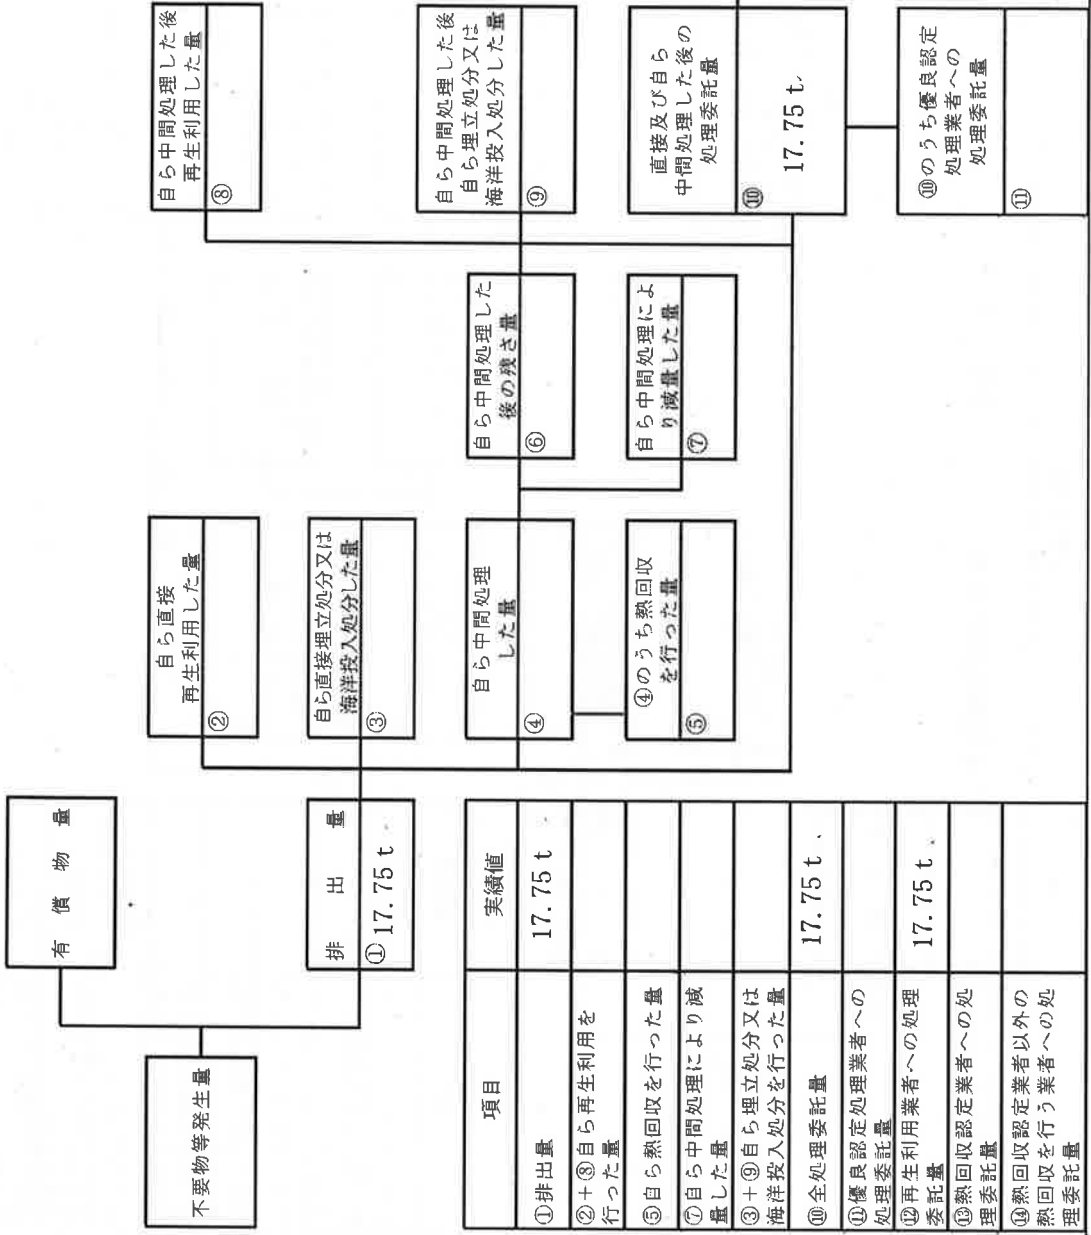 不要物等発生量
有償物量
排出量
①17.75t
自ら直接
再生利用した量
②
自ら直接埋立処分又は
海洋投入処分した量
③
自ら中間処理
した量
④
④のうち熱回収
を行った量
⑤
自ら中間処理した
後の残さ量
⑥
自ら中間処理によ
り減量した量
⑦
自ら中間処理した後
再生利用した量
⑧
自ら中間処理した後
自ら埋立処分又は
海洋投入処分した量
⑨
直接及び自ら
中間処理した後の
処理委託量
⑩
17.75t
⑩のうち優良認定
処理業者への
処理委託量
⑪
項目 実績値
①排出量 17.75t
②+⑧自ら再生利用を
行った量
⑤自ら熱回収を行った量
⑦自ら中間処理により減
量した量
③+⑨自ら埋立処分又は
海洋投入処分を行った量
⑩全処理委託量 17.75t
⑪優良認定処理業者への
処理委託量
⑫再生利用業者への処理
委託量 17.75t
⑬熱回収認定業者への処
理委託量
⑭熱回収認定業者以外の
熱回収を行う業者への処
理委託量